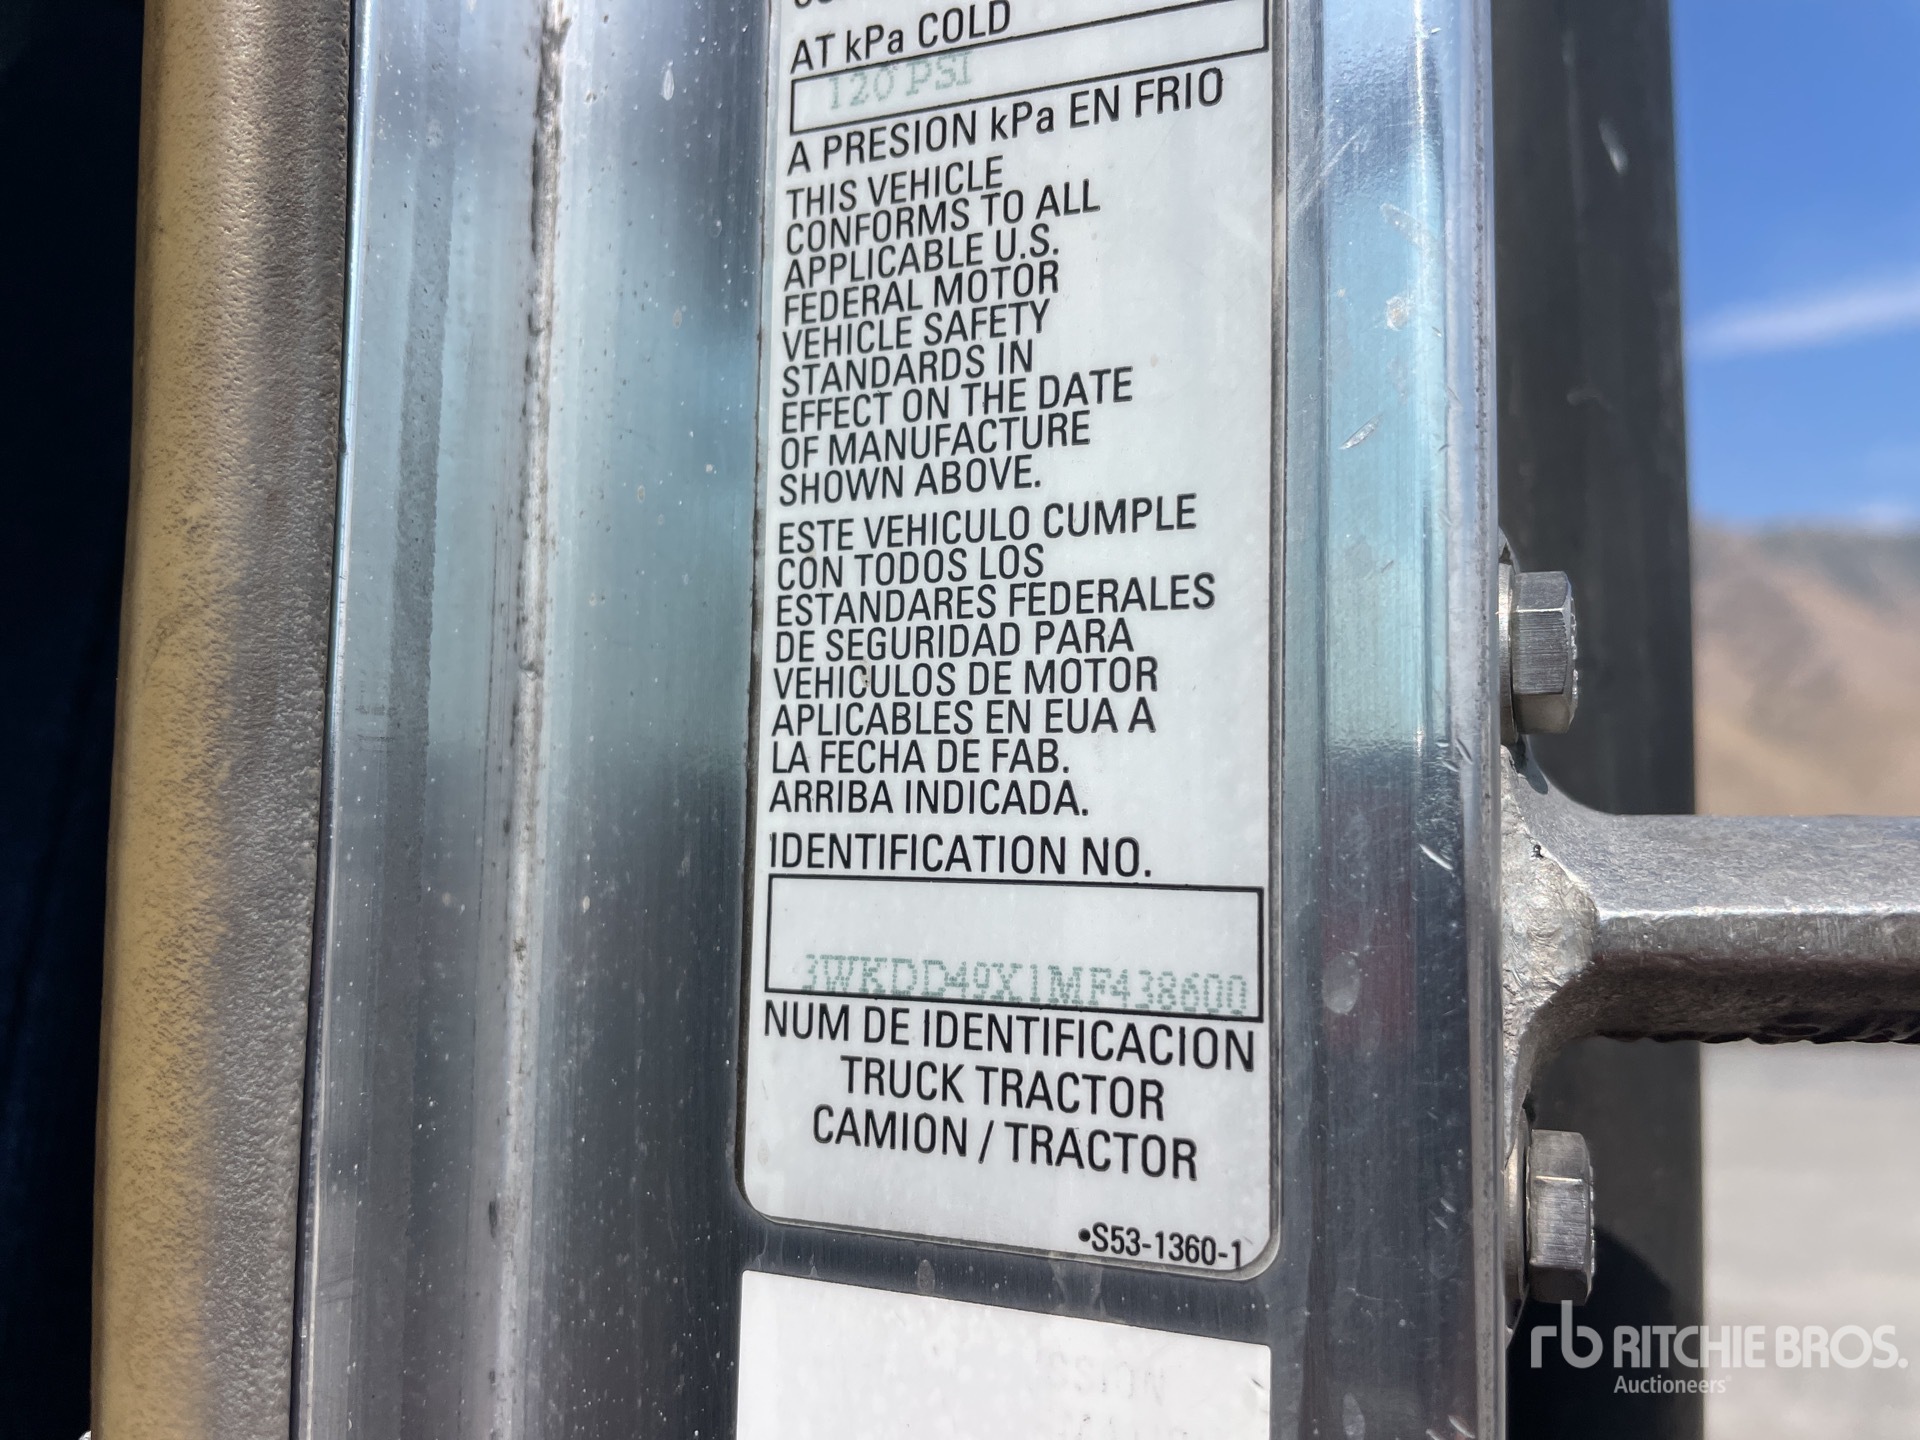 AT kPa COLD
120 PSI
A PRESION kPa EN FRIO
THIS VEHICLE
CONFORMS TO ALL
APPLICABLE U.S.
FEDERAL MOTOR
VEHICLE SAFETY
STANDARDS IN
EFFECT ON THE DATE
OF MANUFACTURE
SHOWN ABOVE.
ESTE VEHICULO CUMPLE
CON TODOS LOS
ESTANDARES FEDERALES
DE SEGURIDAD PARA
VEHICULOS DE MOTOR
APLICABLES EN EUA A
LA FECHA DE FAB.
ARRIBA INDICADA.
IDENTIFICATION NO.
3WKDD49X1MF438600
NUM DE IDENTIFICACION
TRUCK TRACTOR
CAMION / TRACTOR
•S53-1360-1
rb RITCHIE BROS.
Auctioneers